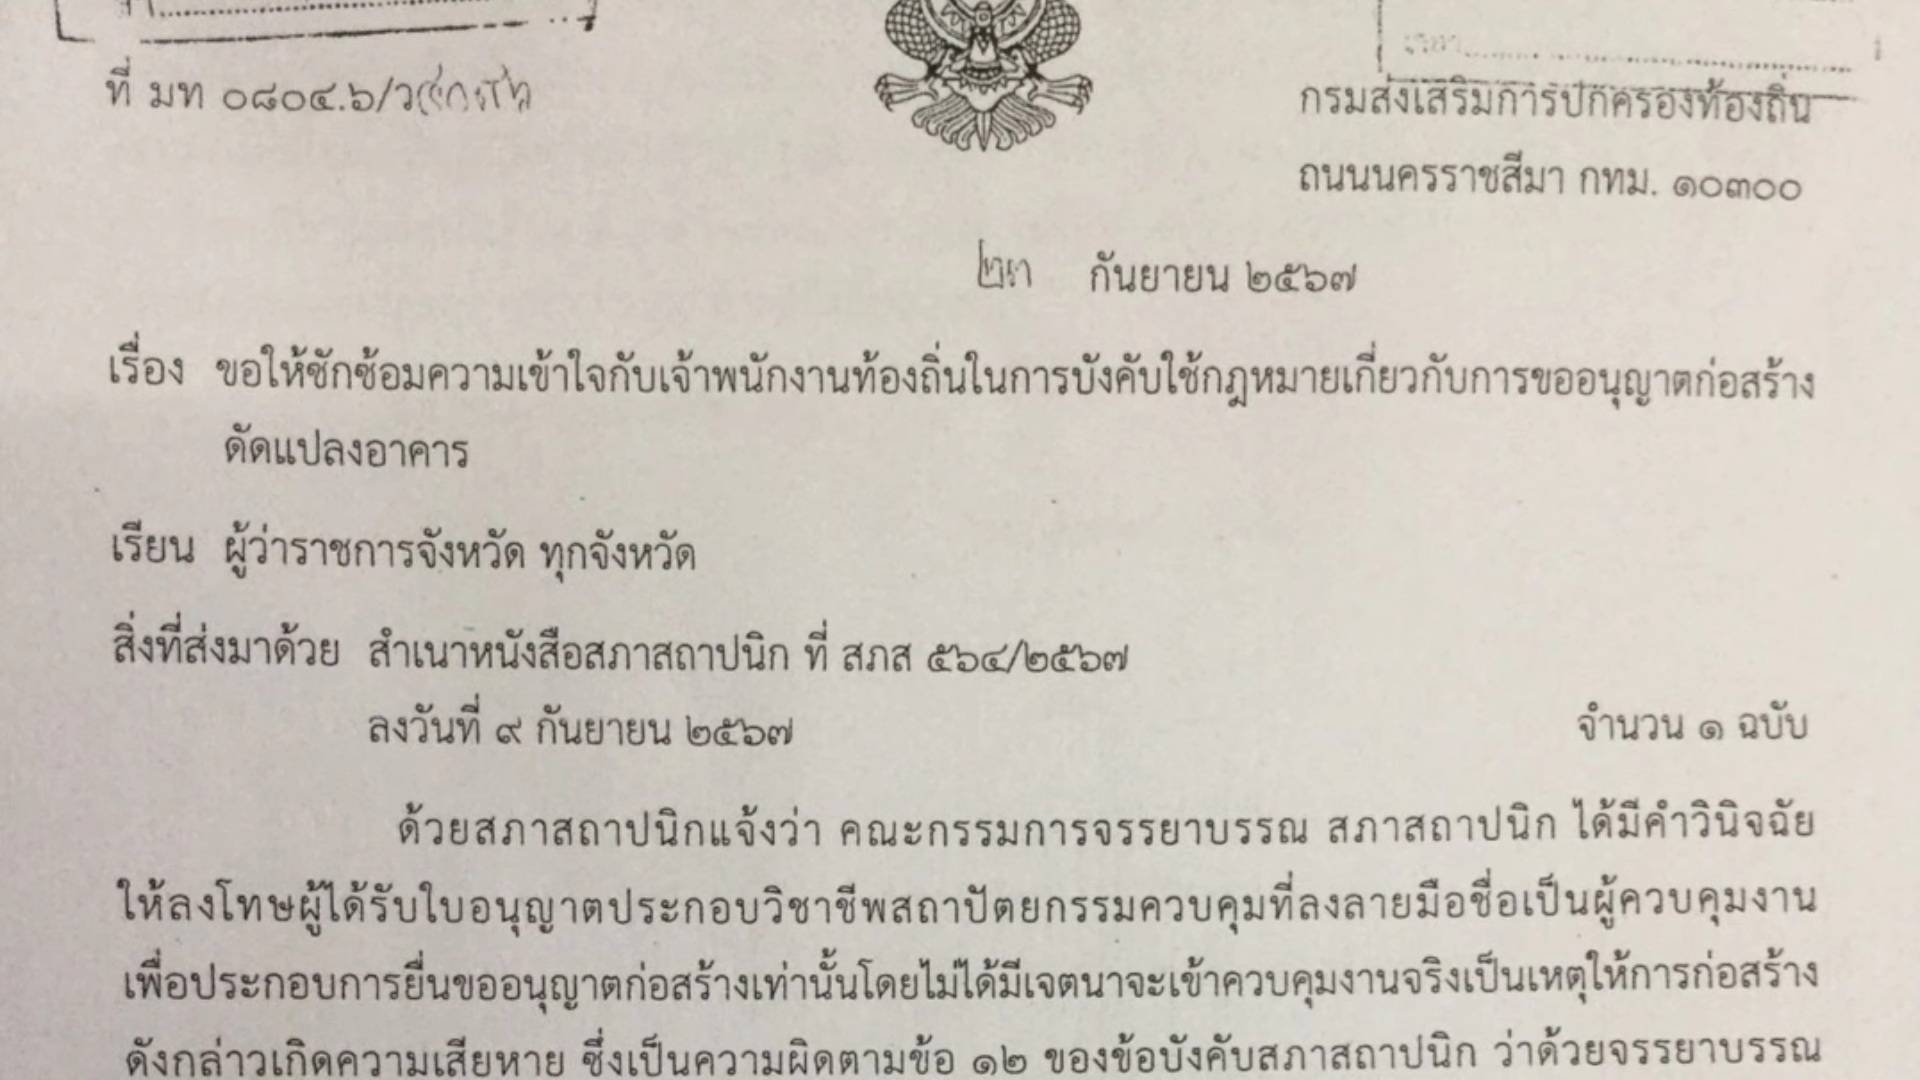 ที่ มท ๐๘๐๔.๖/ว
กรมส่งเสริมการปกครองท้องถิ่น
ถนนนครราชสีมา กทม. ๑๐๓๐๐
๒๓ กันยายน ๒๕๖๗
เรื่อง ขอให้ซักซ้อมความเข้าใจกับเจ้าพนักงานท้องถิ่นในการบังคับใช้กฎหมายเกี่ยวกับการขออนุญาตก่อสร้าง
ดัดแปลงอาคาร
เรียน ผู้ว่าราชการจังหวัด ทุกจังหวัด
สิ่งที่ส่งมาด้วย สำเนาหนังสือสภาสถาปนิก ที่ สภส ๕๖๔/๒๕๖๗
ลงวันที่ ๙ กันยายน ๒๕๖๗ จำนวน ๑ ฉบับ
ด้วยสภาสถาปนิกแจ้งว่า คณะกรรมการจรรยาบรรณ สภาสถาปนิก ได้มีคำวินิจฉัย
ให้ลงโทษผู้ได้รับใบอนุญาตประกอบวิชาชีพสถาปัตยกรรมควบคุมที่ลงลายมือชื่อเป็นผู้ควบคุมงาน
เพื่อประกอบการยื่นขออนุญาตก่อสร้างเท่านั้นโดยไม่ได้มีเจตนาจะเข้าควบคุมงานจริงเป็นเหตุให้การก่อสร้าง
ดังกล่าวเกิดความเสียหาย ซึ่งเป็นความผิดตามข้อ ๑๒ ของข้อบังคับสภาสถาปนิก ว่าด้วยจรรยาบรรณ